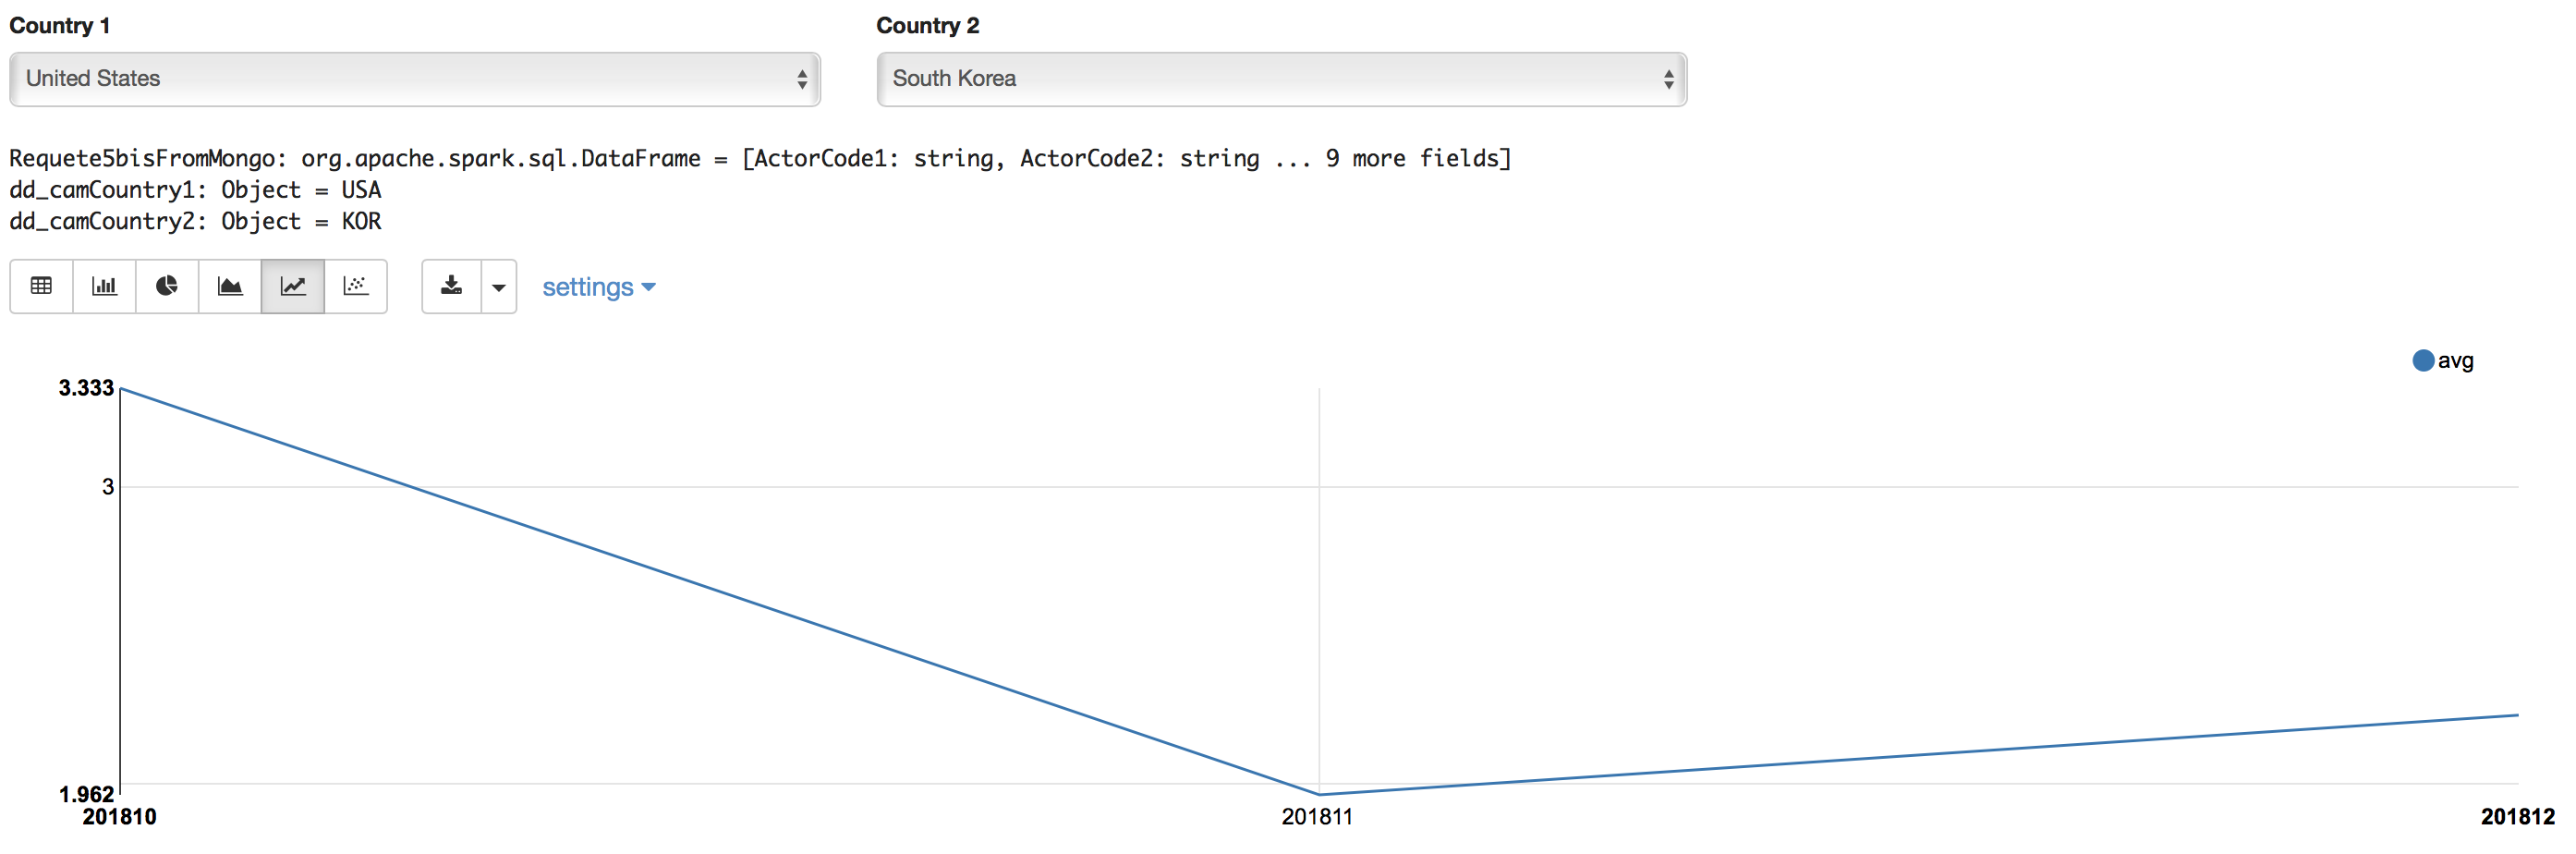 Country 1
Country 2
United States
South Korea
Requete5bisFromMongo: org.apache.spark.sql.DataFrame = [ActorCode1: string, ActorCode2: string ... 9 more fields]
dd_camCountry1: Object = USA
dd_camCountry2: Object = KOR
settings
avg
3.333
3
1.962
201810
201811
201812